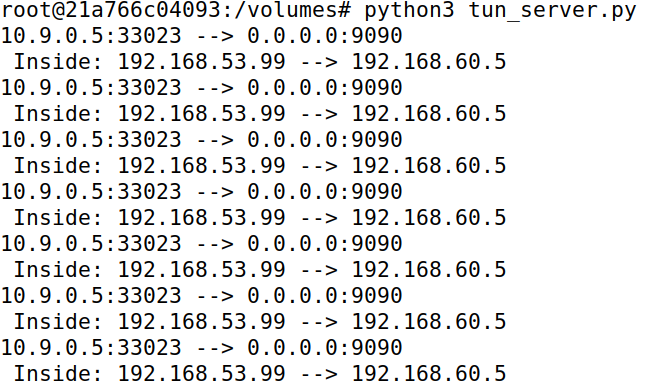 root@21a766c04093:/volumes# python3 tun_server.py
10.9.0.5:33023 --> 0.0.0.0:9090
 Inside: 192.168.53.99 --> 192.168.60.5
10.9.0.5:33023 --> 0.0.0.0:9090
 Inside: 192.168.53.99 --> 192.168.60.5
10.9.0.5:33023 --> 0.0.0.0:9090
 Inside: 192.168.53.99 --> 192.168.60.5
10.9.0.5:33023 --> 0.0.0.0:9090
 Inside: 192.168.53.99 --> 192.168.60.5
10.9.0.5:33023 --> 0.0.0.0:9090
 Inside: 192.168.53.99 --> 192.168.60.5
10.9.0.5:33023 --> 0.0.0.0:9090
 Inside: 192.168.53.99 --> 192.168.60.5
10.9.0.5:33023 --> 0.0.0.0:9090
 Inside: 192.168.53.99 --> 192.168.60.5